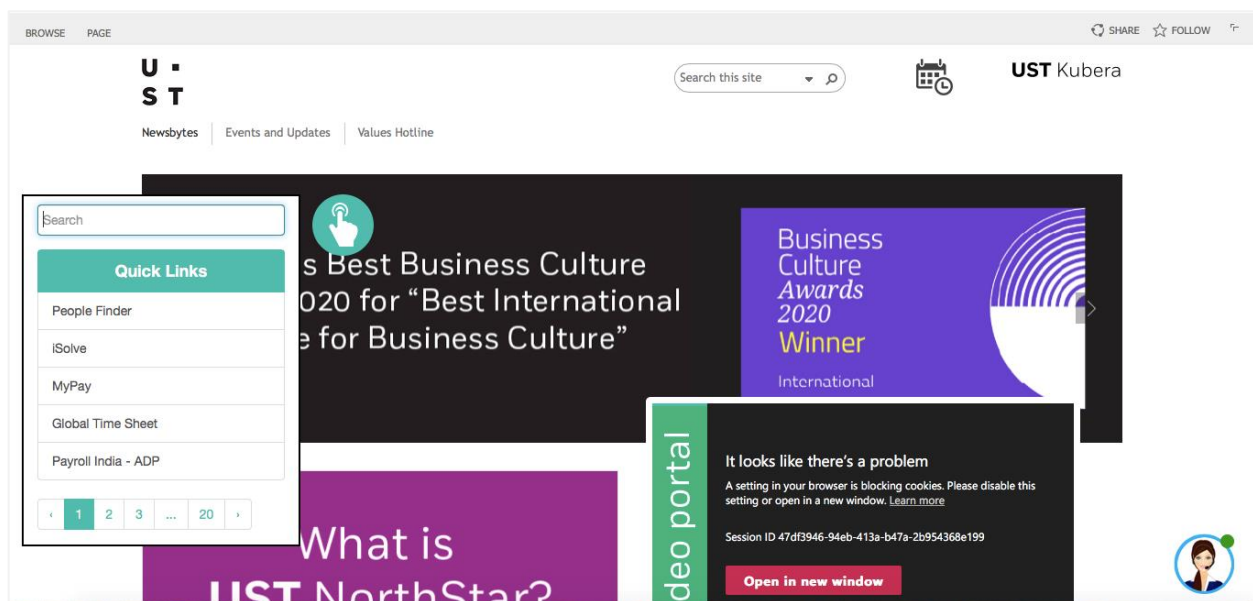 BROWSE PAGE
SHARE FOLLOW
U
S T
Search this site
UST Kubera
Newsbytes Events and Updates Values Hotline
Search
Quick Links
People Finder
iSolve
MyPay
Global Time Sheet
Payroll India - ADP
‹ 1 2 3 ... 20 ›
s Best Business Culture
020 for “Best International
e for Business Culture”
Business
Culture
Awards
2020
Winner
International
What is
UST NorthStar?
deo portal
It looks like there's a problem
A setting in your browser is blocking cookies. Please disable this
setting or open in a new window. Learn more
Session ID 47df3946-94eb-413a-b47a-2b954368e199
Open in new window